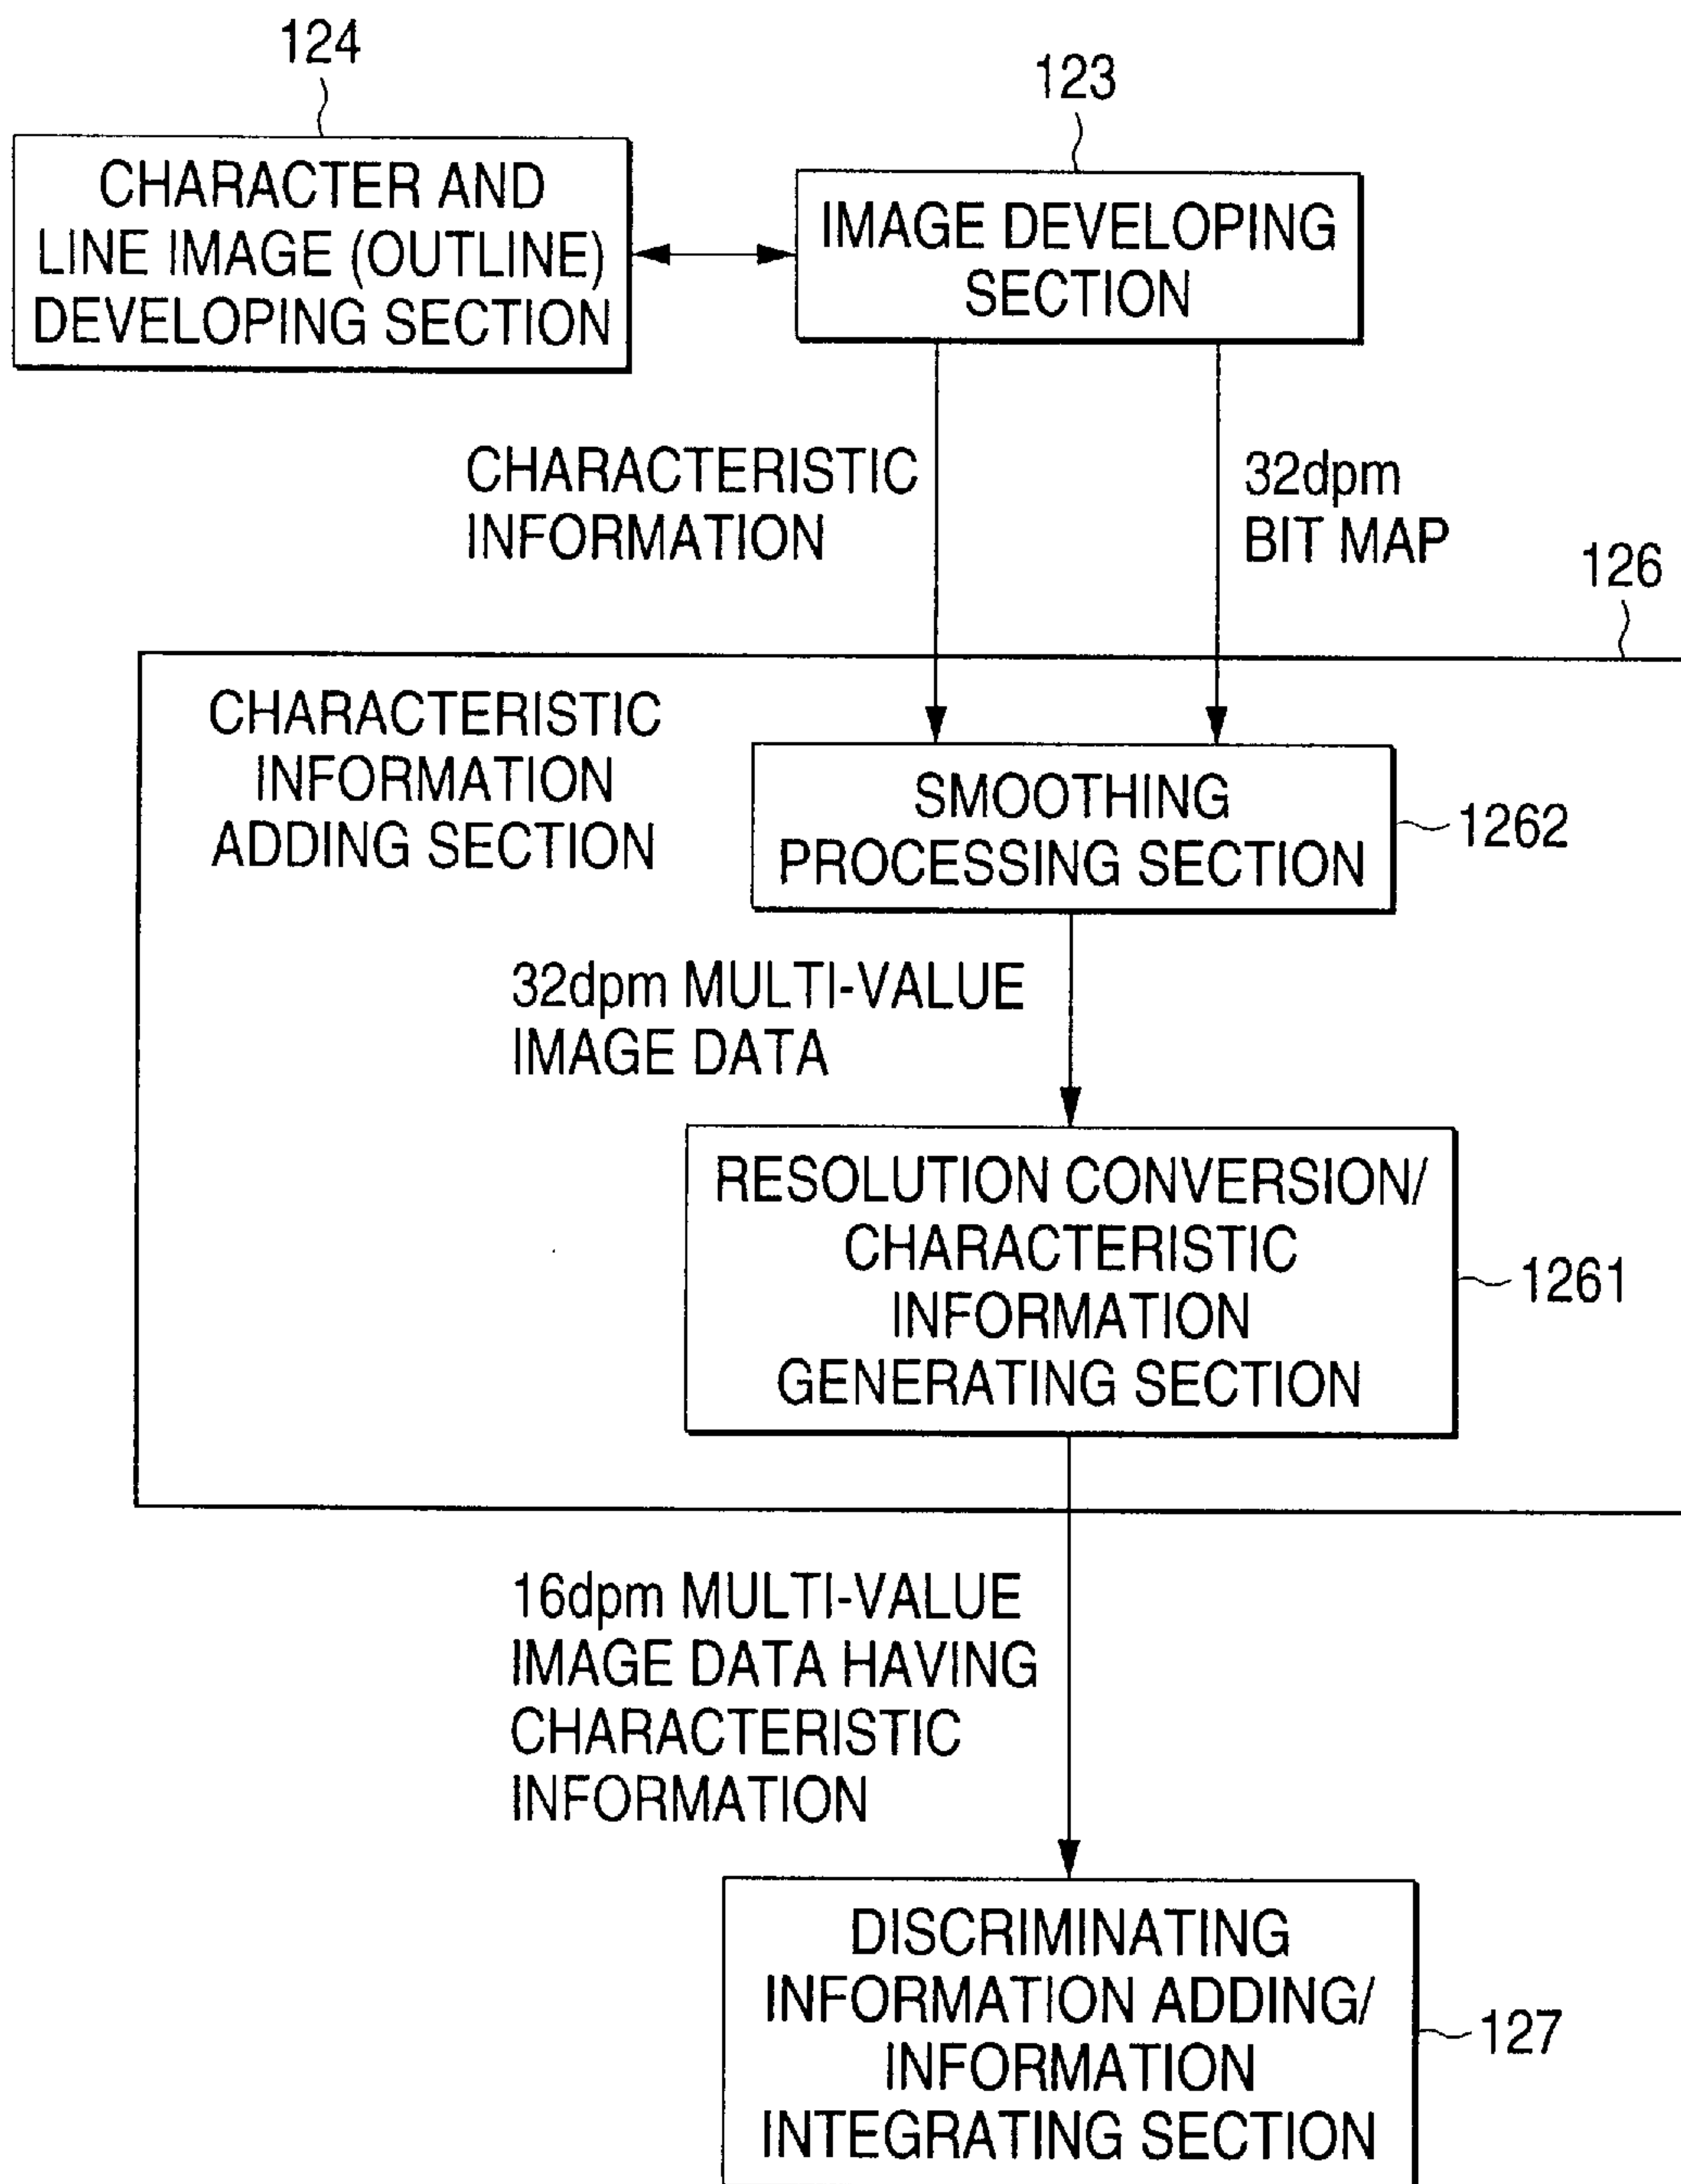 124
CHARACTER AND
LINE IMAGE (OUTLINE)
DEVELOPING SECTION
123
IMAGE DEVELOPING
SECTION
CHARACTERISTIC
INFORMATION
32dpm
BIT MAP
126
CHARACTERISTIC
INFORMATION
ADDING SECTION
SMOOTHING
PROCESSING SECTION
1262
32dpm MULTI-VALUE
IMAGE DATA
RESOLUTION CONVERSION/
CHARACTERISTIC
INFORMATION
GENERATING SECTION
1261
16dpm MULTI-VALUE
IMAGE DATA HAVING
CHARACTERISTIC
INFORMATION
DISCRIMINATING
INFORMATION ADDING/
INFORMATION
INTEGRATING SECTION
127